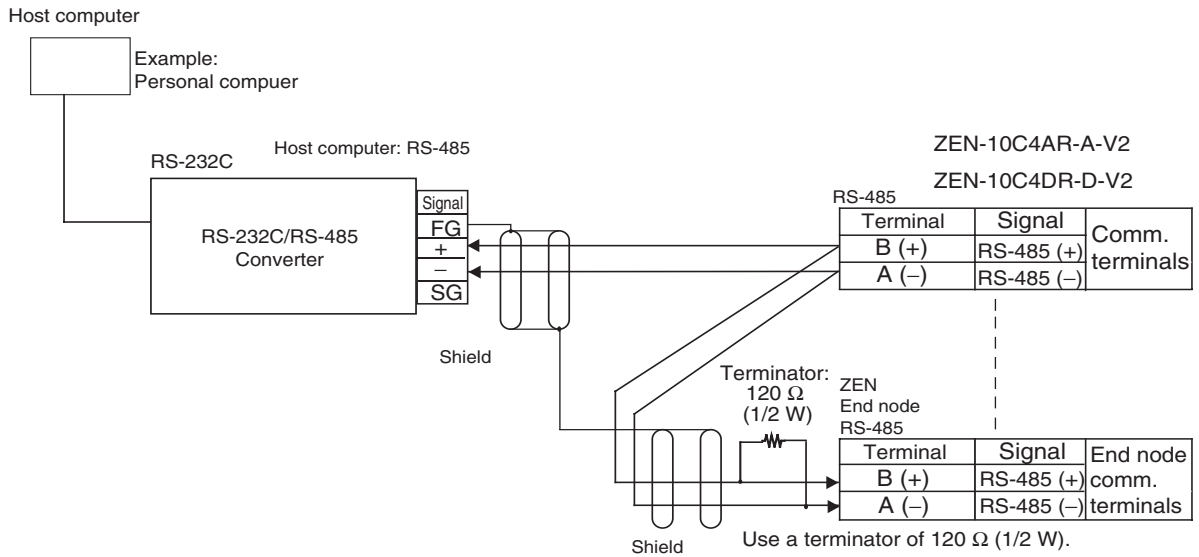 Host computer
Example:
Personal compuer
RS-232C
Host computer: RS-485
RS-232C/RS-485
Converter
Signal
FG
+
−
SG
Shield
ZEN-10C4AR-A-V2
ZEN-10C4DR-D-V2
RS-485
Terminal Signal Comm. terminals
B (+) RS-485 (+)
A (−) RS-485 (−)
Terminator:
120 Ω
(1/2 W)
ZEN
End node
RS-485
Terminal Signal End node comm. terminals
B (+) RS-485 (+)
A (−) RS-485 (−)
Shield
Use a terminator of 120 Ω (1/2 W).